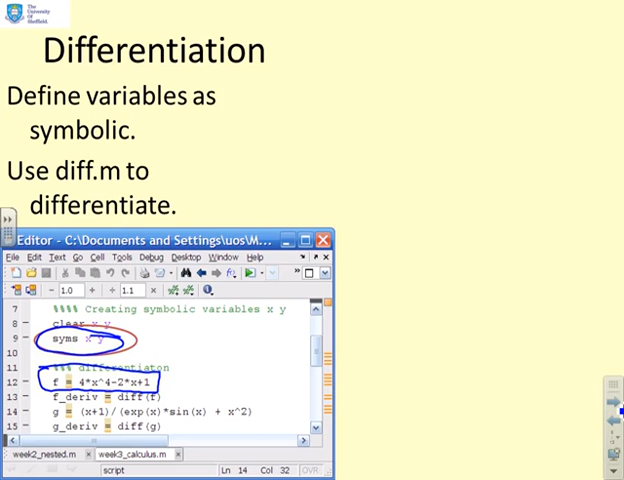 The
University
Of
Sheffield.
Differentiation
Define variables as
symbolic.
Use diff.m to
differentiate.
Editor - C:\Documents and Settings\uos\M...
File Edit Text Go Cell Tools Debug Desktop Window Help
- 1.0 + ÷ 1.1 ×
7 %%%% Creating symbolic variables x y
8 - clear x y
9 - syms x y
10
11 %%%% differentiaton
12 - f = 4*x^4-2*x+1
13 - f_deriv = diff(f)
14 - g = (x+1)/(exp(x)*sin(x) + x^2)
15 - g_deriv = diff(g)
week2_nested.m × week3_calculus.m ×
script Ln 14 Col 32 OVR